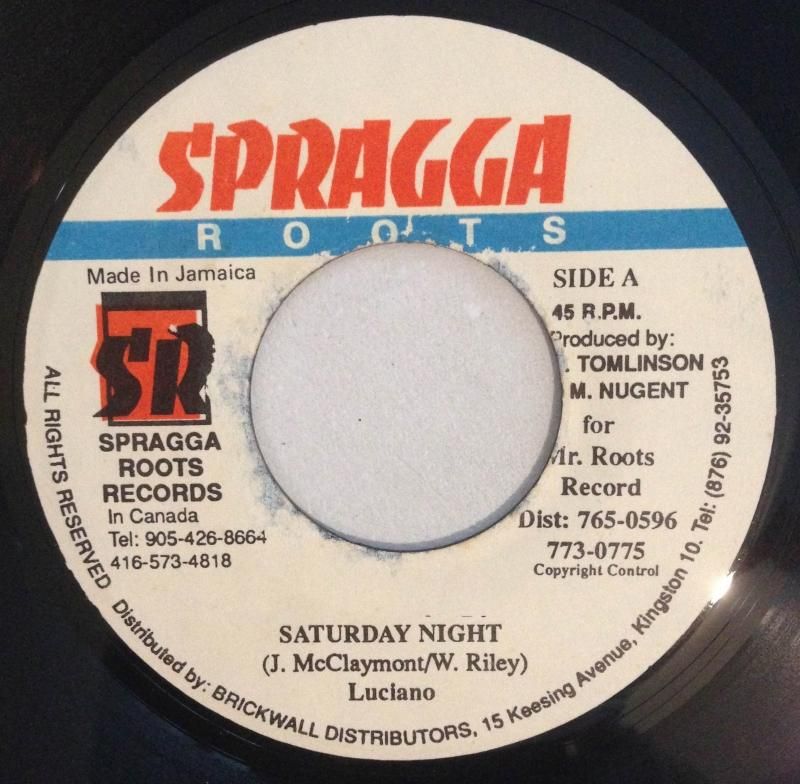 SPRAGGA
ROOTS
Made In Jamaica
SR
SPRAGGA
ROOTS
RECORDS
In Canada
Tel: 905-426-8664
416-573-4818
SIDE A
45 R.P.M.
Produced by:
. TOMLINSON
M. NUGENT
for
Mr. Roots
Record
Dist: 765-0596
773-0775
Copyright Control
SATURDAY NIGHT
(J. McClaymont/W. Riley)
Luciano
ALL RIGHTS RESERVED
Distributed by: BRICKWALL DISTRIBUTORS, 15 Keesing Avenue, Kingston 10. Tel: (876) 92-35753